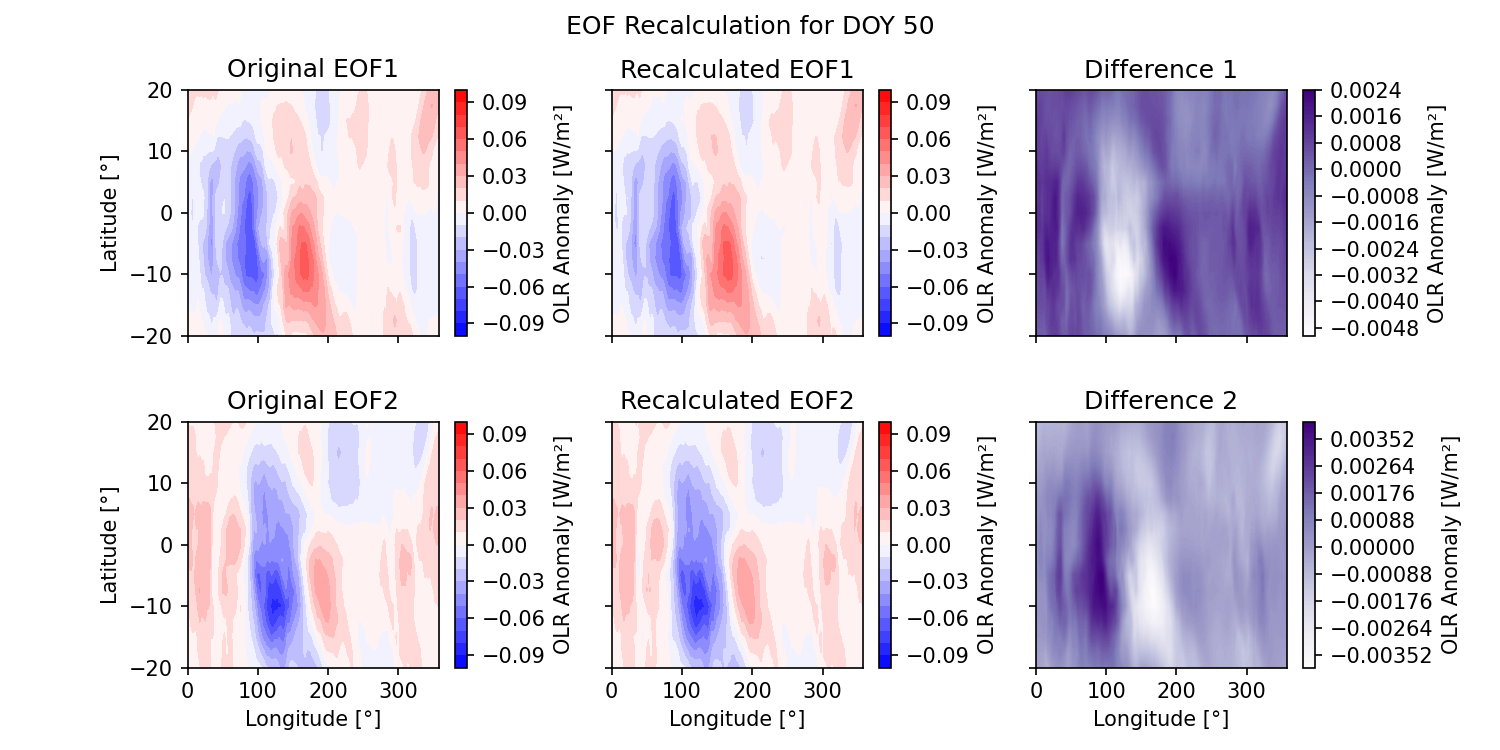 EOF Recalculation for DOY 50
Original EOF1
Recalculated EOF1
Difference 1
20
10
0
−10
−20
Latitude [°]
0.09
0.06
0.03
0.00
−0.03
−0.06
−0.09
OLR Anomaly [W/m²]
0.09
0.06
0.03
0.00
−0.03
−0.06
−0.09
OLR Anomaly [W/m²]
0.0024
0.0016
0.0008
0.0000
−0.0008
−0.0016
−0.0024
−0.0032
−0.0040
−0.0048
OLR Anomaly [W/m²]
Original EOF2
Recalculated EOF2
Difference 2
20
10
0
−10
−20
Latitude [°]
0 100 200 300
Longitude [°]
0.09
0.06
0.03
0.00
−0.03
−0.06
−0.09
OLR Anomaly [W/m²]
0 100 200 300
Longitude [°]
0.09
0.06
0.03
0.00
−0.03
−0.06
−0.09
OLR Anomaly [W/m²]
0 100 200 300
Longitude [°]
0.00352
0.00264
0.00176
0.00088
0.00000
−0.00088
−0.00176
−0.00264
−0.00352
OLR Anomaly [W/m²]